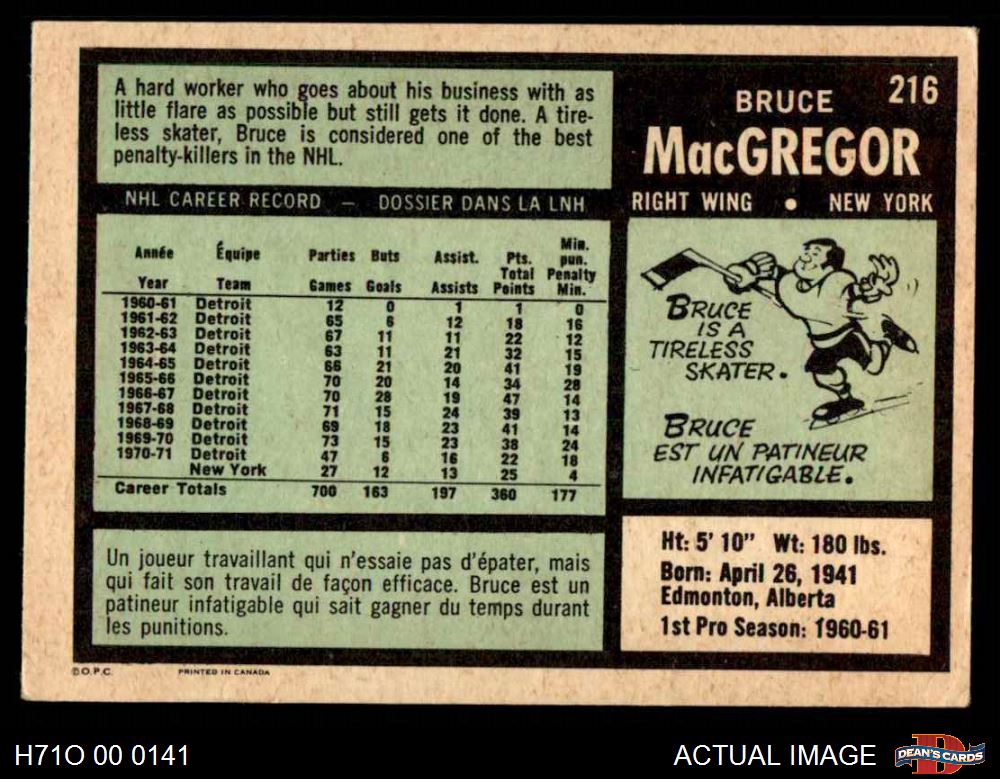 A hard worker who goes about his business with as
little flare as possible but still gets it done. A tire-
less skater, Bruce is considered one of the best
penalty-killers in the NHL.
216
BRUCE
MacGREGOR
RIGHT WING • NEW YORK
NHL CAREER RECORD — DOSSIER DANS LA LNH
Année Équipe Parties Buts Assist. Pts. Min. pun.
Year Team Games Goals Assists Total Points Penalty Min.
1960-61 Detroit 12 0 1 1 0
1961-62 Detroit 65 6 12 18 16
1962-63 Detroit 67 11 11 22 12
1963-64 Detroit 63 11 21 32 15
1964-65 Detroit 66 21 20 41 19
1965-66 Detroit 70 20 14 34 28
1966-67 Detroit 70 28 19 47 14
1967-68 Detroit 71 15 24 39 13
1968-69 Detroit 69 18 23 41 14
1969-70 Detroit 73 15 23 38 24
1970-71 Detroit 47 6 16 22 18
New York 27 12 13 25 4
Career Totals 700 163 197 360 177
BRUCE
IS A
TIRELESS
SKATER.
BRUCE
EST UN PATINEUR
INFATIGABLE.
Un joueur travaillant qui n'essaie pas d'épater, mais
qui fait son travail de façon efficace. Bruce est un
patineur infatigable qui sait gagner du temps durant
les punitions.
Ht: 5' 10" Wt: 180 lbs.
Born: April 26, 1941
Edmonton, Alberta
1st Pro Season: 1960-61
©O.P.C. PRINTED IN CANADA
H71O 00 0141
ACTUAL IMAGE
DEAN'S CARDS